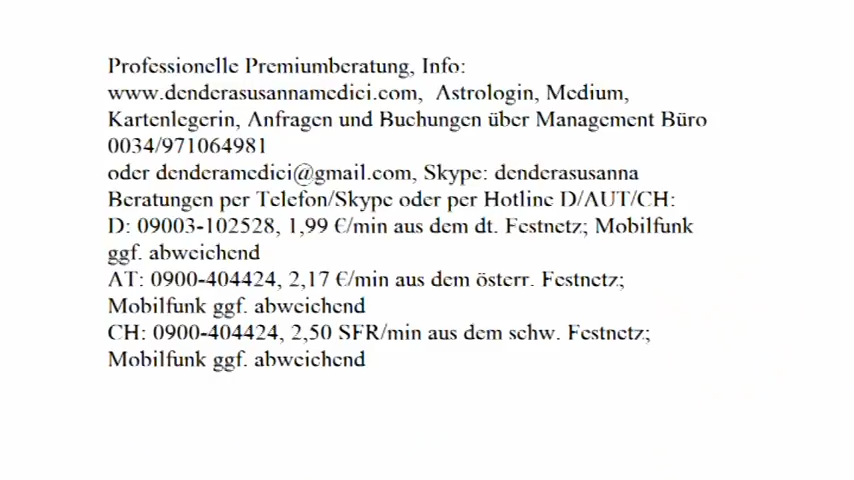 Professionelle Premiumberatung, Info:
www.denderasusannamedici.com, Astrologin, Medium,
Kartenlegerin, Anfragen und Buchungen über Management Büro
0034/971064981
oder denderamedici@gmail.com, Skype: denderasusanna
Beratungen per Telefon/Skype oder per Hotline D/AUT/CH:
D: 09003-102528, 1,99 €/min aus dem dt. Festnetz; Mobilfunk
ggf. abweichend
AT: 0900-404424, 2,17 €/min aus dem österr. Festnetz;
Mobilfunk ggf. abweichend
CH: 0900-404424, 2,50 SFR/min aus dem schw. Festnetz;
Mobilfunk ggf. abweichend